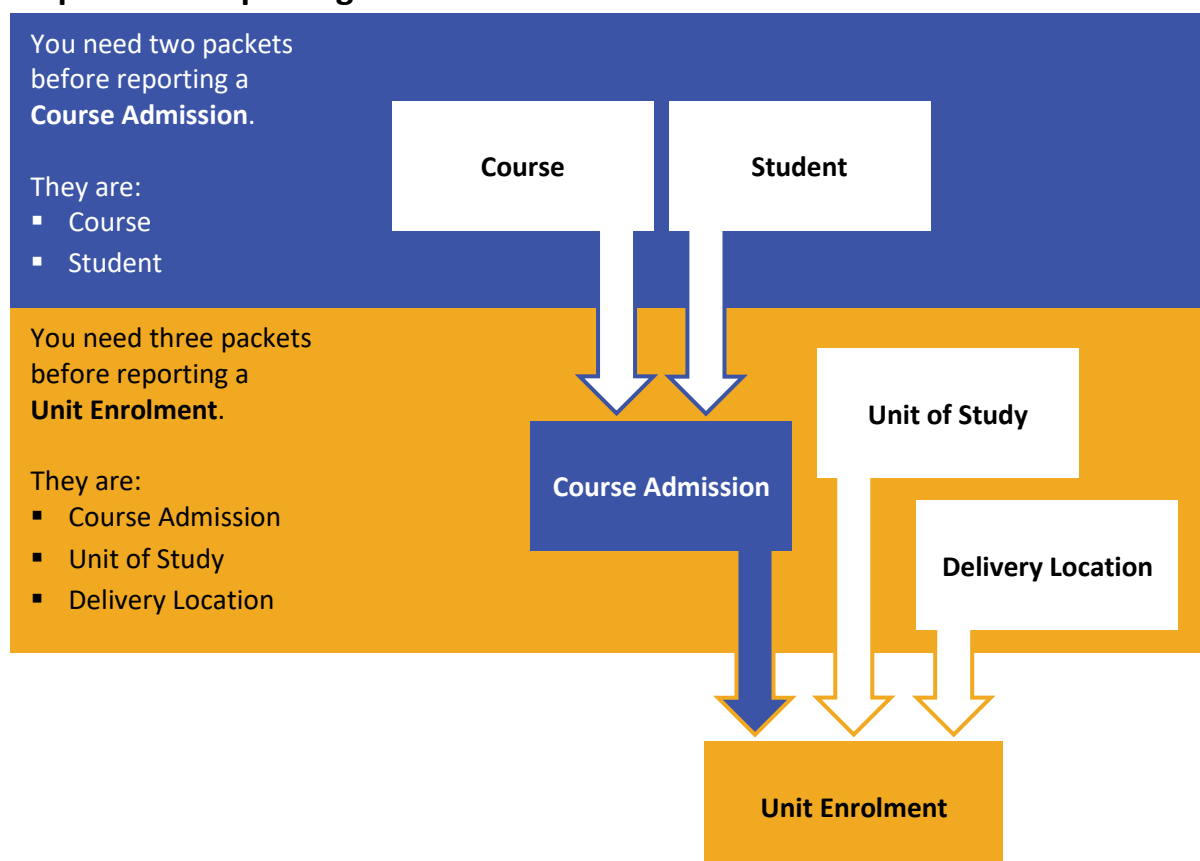 You need two packets
before reporting a
Course Admission.
They are:
▪ Course
▪ Student
Course
Student
You need three packets
before reporting a
Unit Enrolment.
They are:
▪ Course Admission
▪ Unit of Study
▪ Delivery Location
Unit of Study
Course Admission
Delivery Location
Unit Enrolment